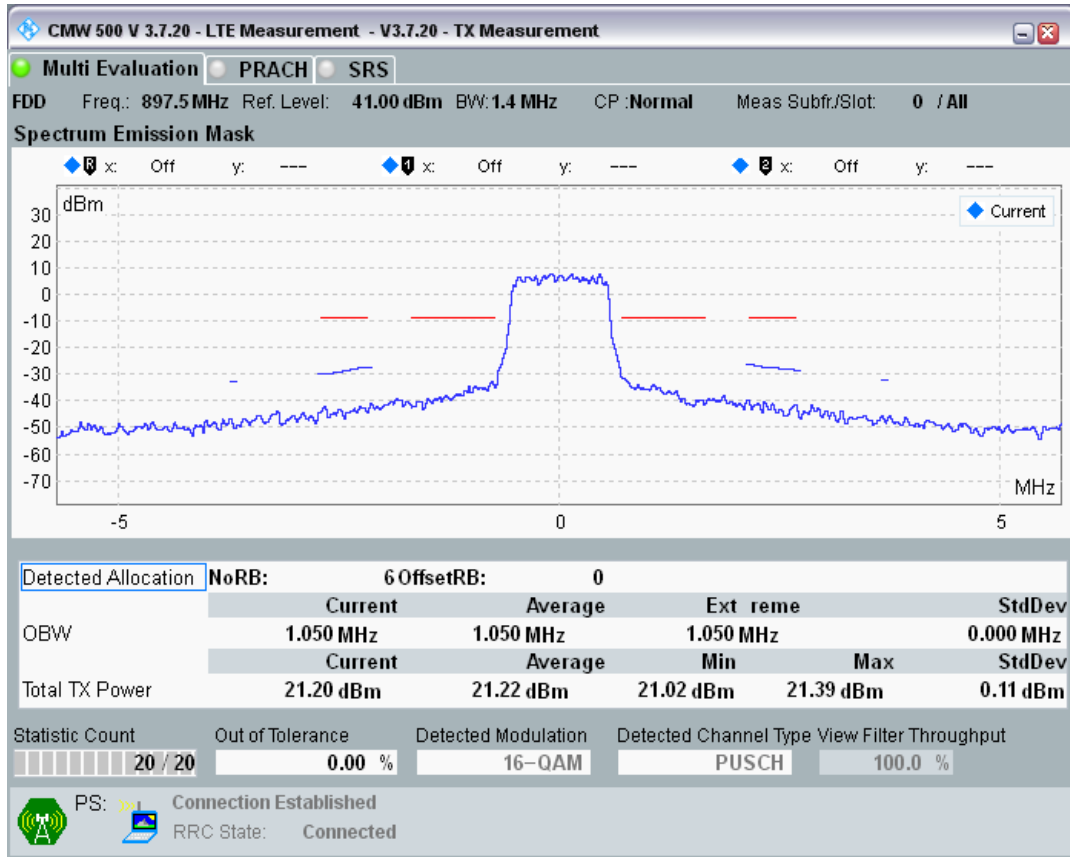 CMW 500 V 3.7.20 - LTE Measurement - V3.7.20 - TX Measurement
Multi Evaluation PRACH SRS
FDD Freq.: 897.5 MHz Ref. Level: 41.00 dBm BW: 1.4 MHz CP :Normal Meas Subfr./Slot: 0 / All
Spectrum Emission Mask
R x: Off y: --- 1 x: Off y: --- 2 x: Off y: ---
dBm
Current
30
20
10
0
-10
-20
-30
-40
-50
-60
-70
MHz
-5 0 5
Detected Allocation NoRB: 6 OffsetRB: 0
Current Average Ext reme StdDev
OBW 1.050 MHz 1.050 MHz 1.050 MHz 0.000 MHz
Current Average Min Max StdDev
Total TX Power 21.20 dBm 21.22 dBm 21.02 dBm 21.39 dBm 0.11 dBm
Statistic Count Out of Tolerance Detected Modulation Detected Channel Type View Filter Throughput
20 / 20 0.00 % 16-QAM PUSCH 100.0 %
PS: Connection Established
RRC State: Connected